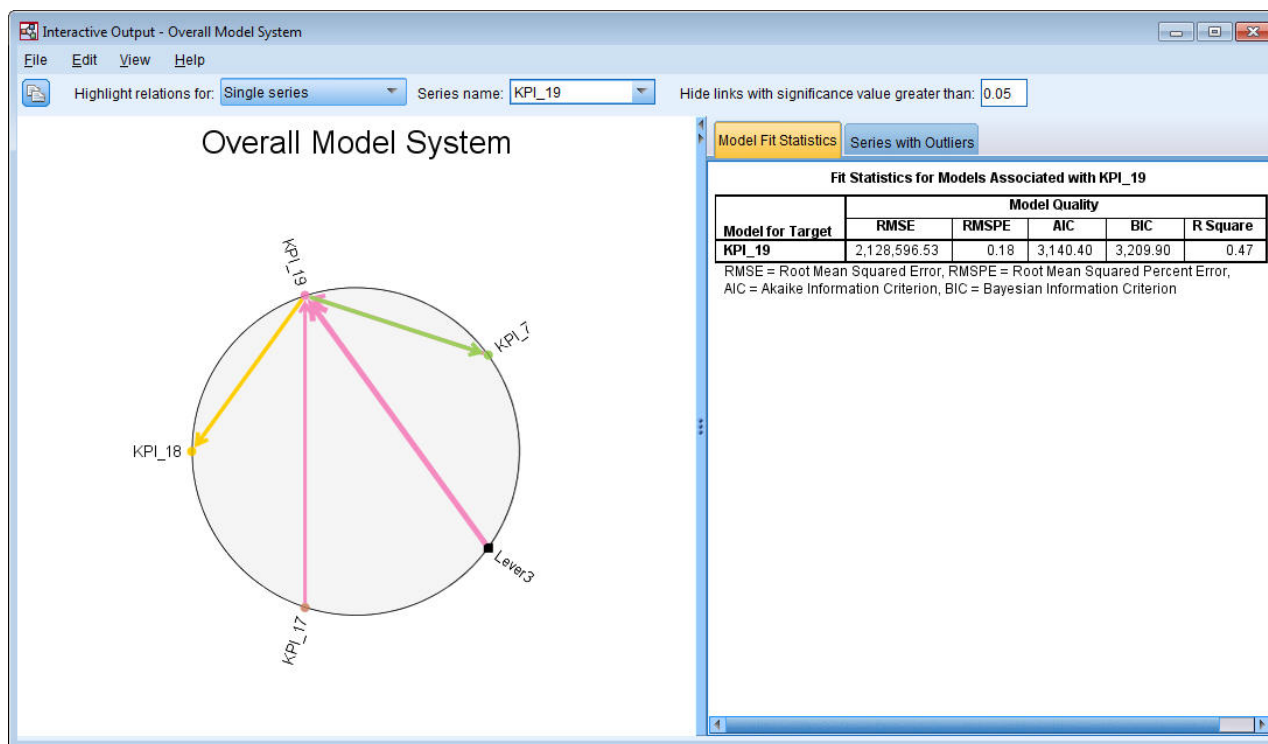 Interactive Output - Overall Model System
File Edit View Help
Highlight relations for: Single series Series name: KPI_19 Hide links with significance value greater than: 0.05
Overall Model System
KPI_19
KPI_7
KPI_18
Lever3
KPI_17
Model Fit Statistics Series with Outliers
Fit Statistics for Models Associated with KPI_19
Model for Target Model Quality
RMSE RMSPE AIC BIC R Square
KPI_19 2,128,596.53 0.18 3,140.40 3,209.90 0.47
RMSE = Root Mean Squared Error, RMSPE = Root Mean Squared Percent Error,
AIC = Akaike Information Criterion, BIC = Bayesian Information Criterion